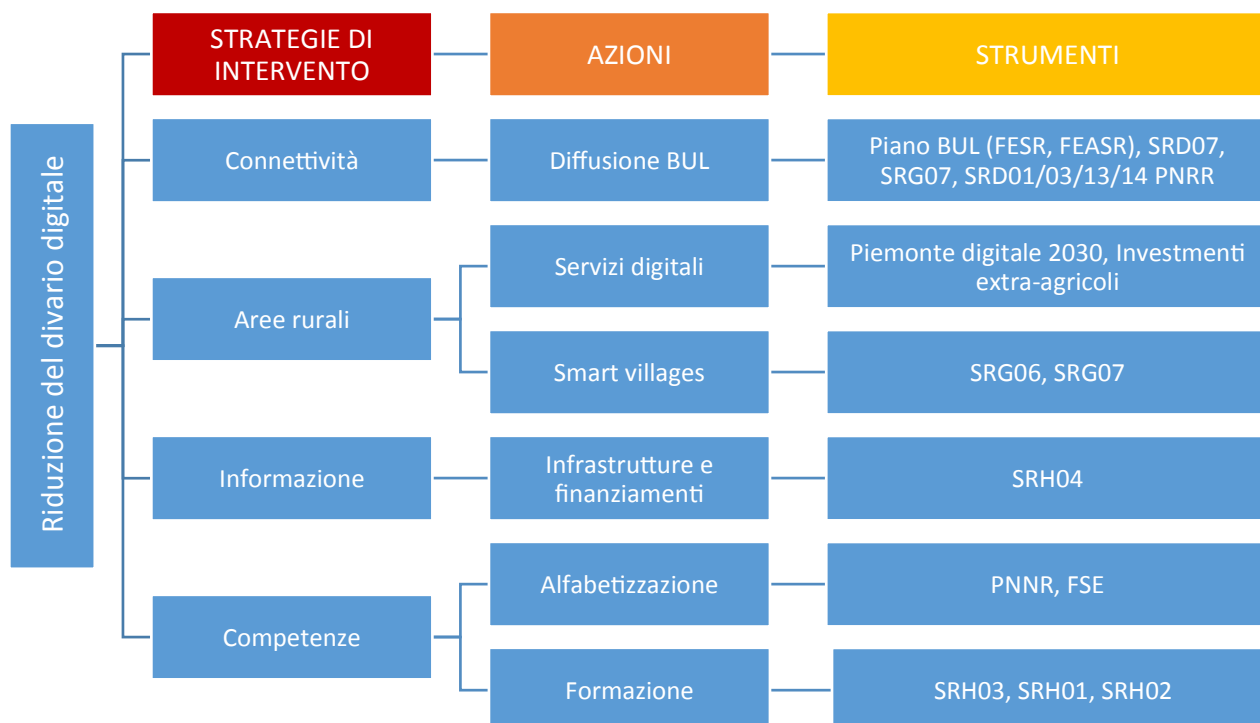 STRATEGIE DI
INTERVENTO
AZIONI
STRUMENTI
Riduzione del divario digitale
Connettività
Diffusione BUL
Piano BUL (FESR, FEASR), SRD07,
SRG07, SRD01/03/13/14 PNRR
Aree rurali
Servizi digitali
Piemonte digitale 2030, Investmenti
extra-agricoli
Smart villages
SRG06, SRG07
Informazione
Infrastrutture e
finanziamenti
SRH04
Competenze
Alfabetizzazione
PNNR, FSE
Formazione
SRH03, SRH01, SRH02